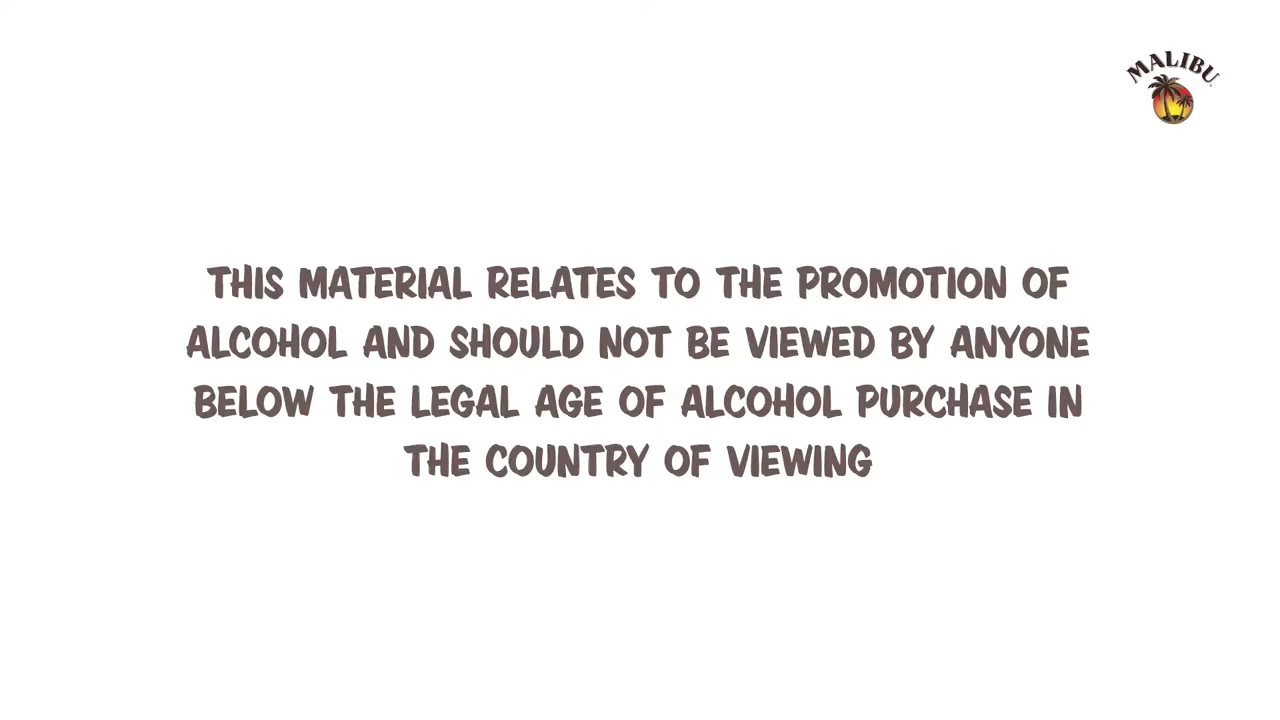 MALIBU
THIS MATERIAL RELATES TO THE PROMOTION OF
ALCOHOL AND SHOULD NOT BE VIEWED BY ANYONE
BELOW THE LEGAL AGE OF ALCOHOL PURCHASE IN
THE COUNTRY OF VIEWING